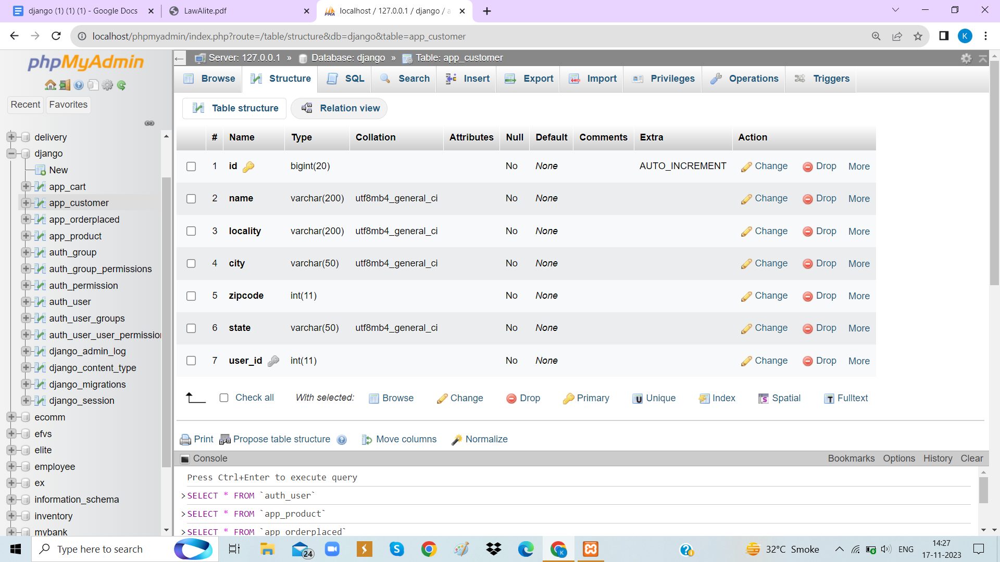 django (1) (1) (1) - Google Docs
LawAlite.pdf
localhost / 127.0.0.1 / django / a
K
localhost/phpmyadmin/index.php?route=/table/structure&db=django&table=app_customer
phpMyAdmin
Recent
Favorites
delivery
django
New
app_cart
app_customer
app_orderplaced
app_product
auth_group
auth_group_permissions
auth_permission
auth_user
auth_user_groups
auth_user_user_permission
django_admin_log
django_content_type
django_migrations
django_session
ecomm
efvs
elite
employee
ex
information_schema
inventory
mybank
Server: 127.0.0.1 » Database: django » Table: app_customer
Browse Structure SQL Search Insert Export Import Privileges Operations Triggers
Table structure Relation view
# Name Type Collation Attributes Null Default Comments Extra Action
1 id bigint(20) No None AUTO_INCREMENT Change Drop More
2 name varchar(200) utf8mb4_general_ci No None Change Drop More
3 locality varchar(200) utf8mb4_general_ci No None Change Drop More
4 city varchar(50) utf8mb4_general_ci No None Change Drop More
5 zipcode int(11) No None Change Drop More
6 state varchar(50) utf8mb4_general_ci No None Change Drop More
7 user_id int(11) No None Change Drop More
Check all With selected: Browse Change Drop Primary Unique Index Spatial Fulltext
Print Propose table structure Move columns Normalize
Console Bookmarks Options History Clear
Press Ctrl+Enter to execute query
>SELECT * FROM `auth_user`
>SELECT * FROM `app_product`
>SELECT * FROM `app_orderplaced`
Type here to search
24
32°C Smoke
ENG
14:27
17-11-2023